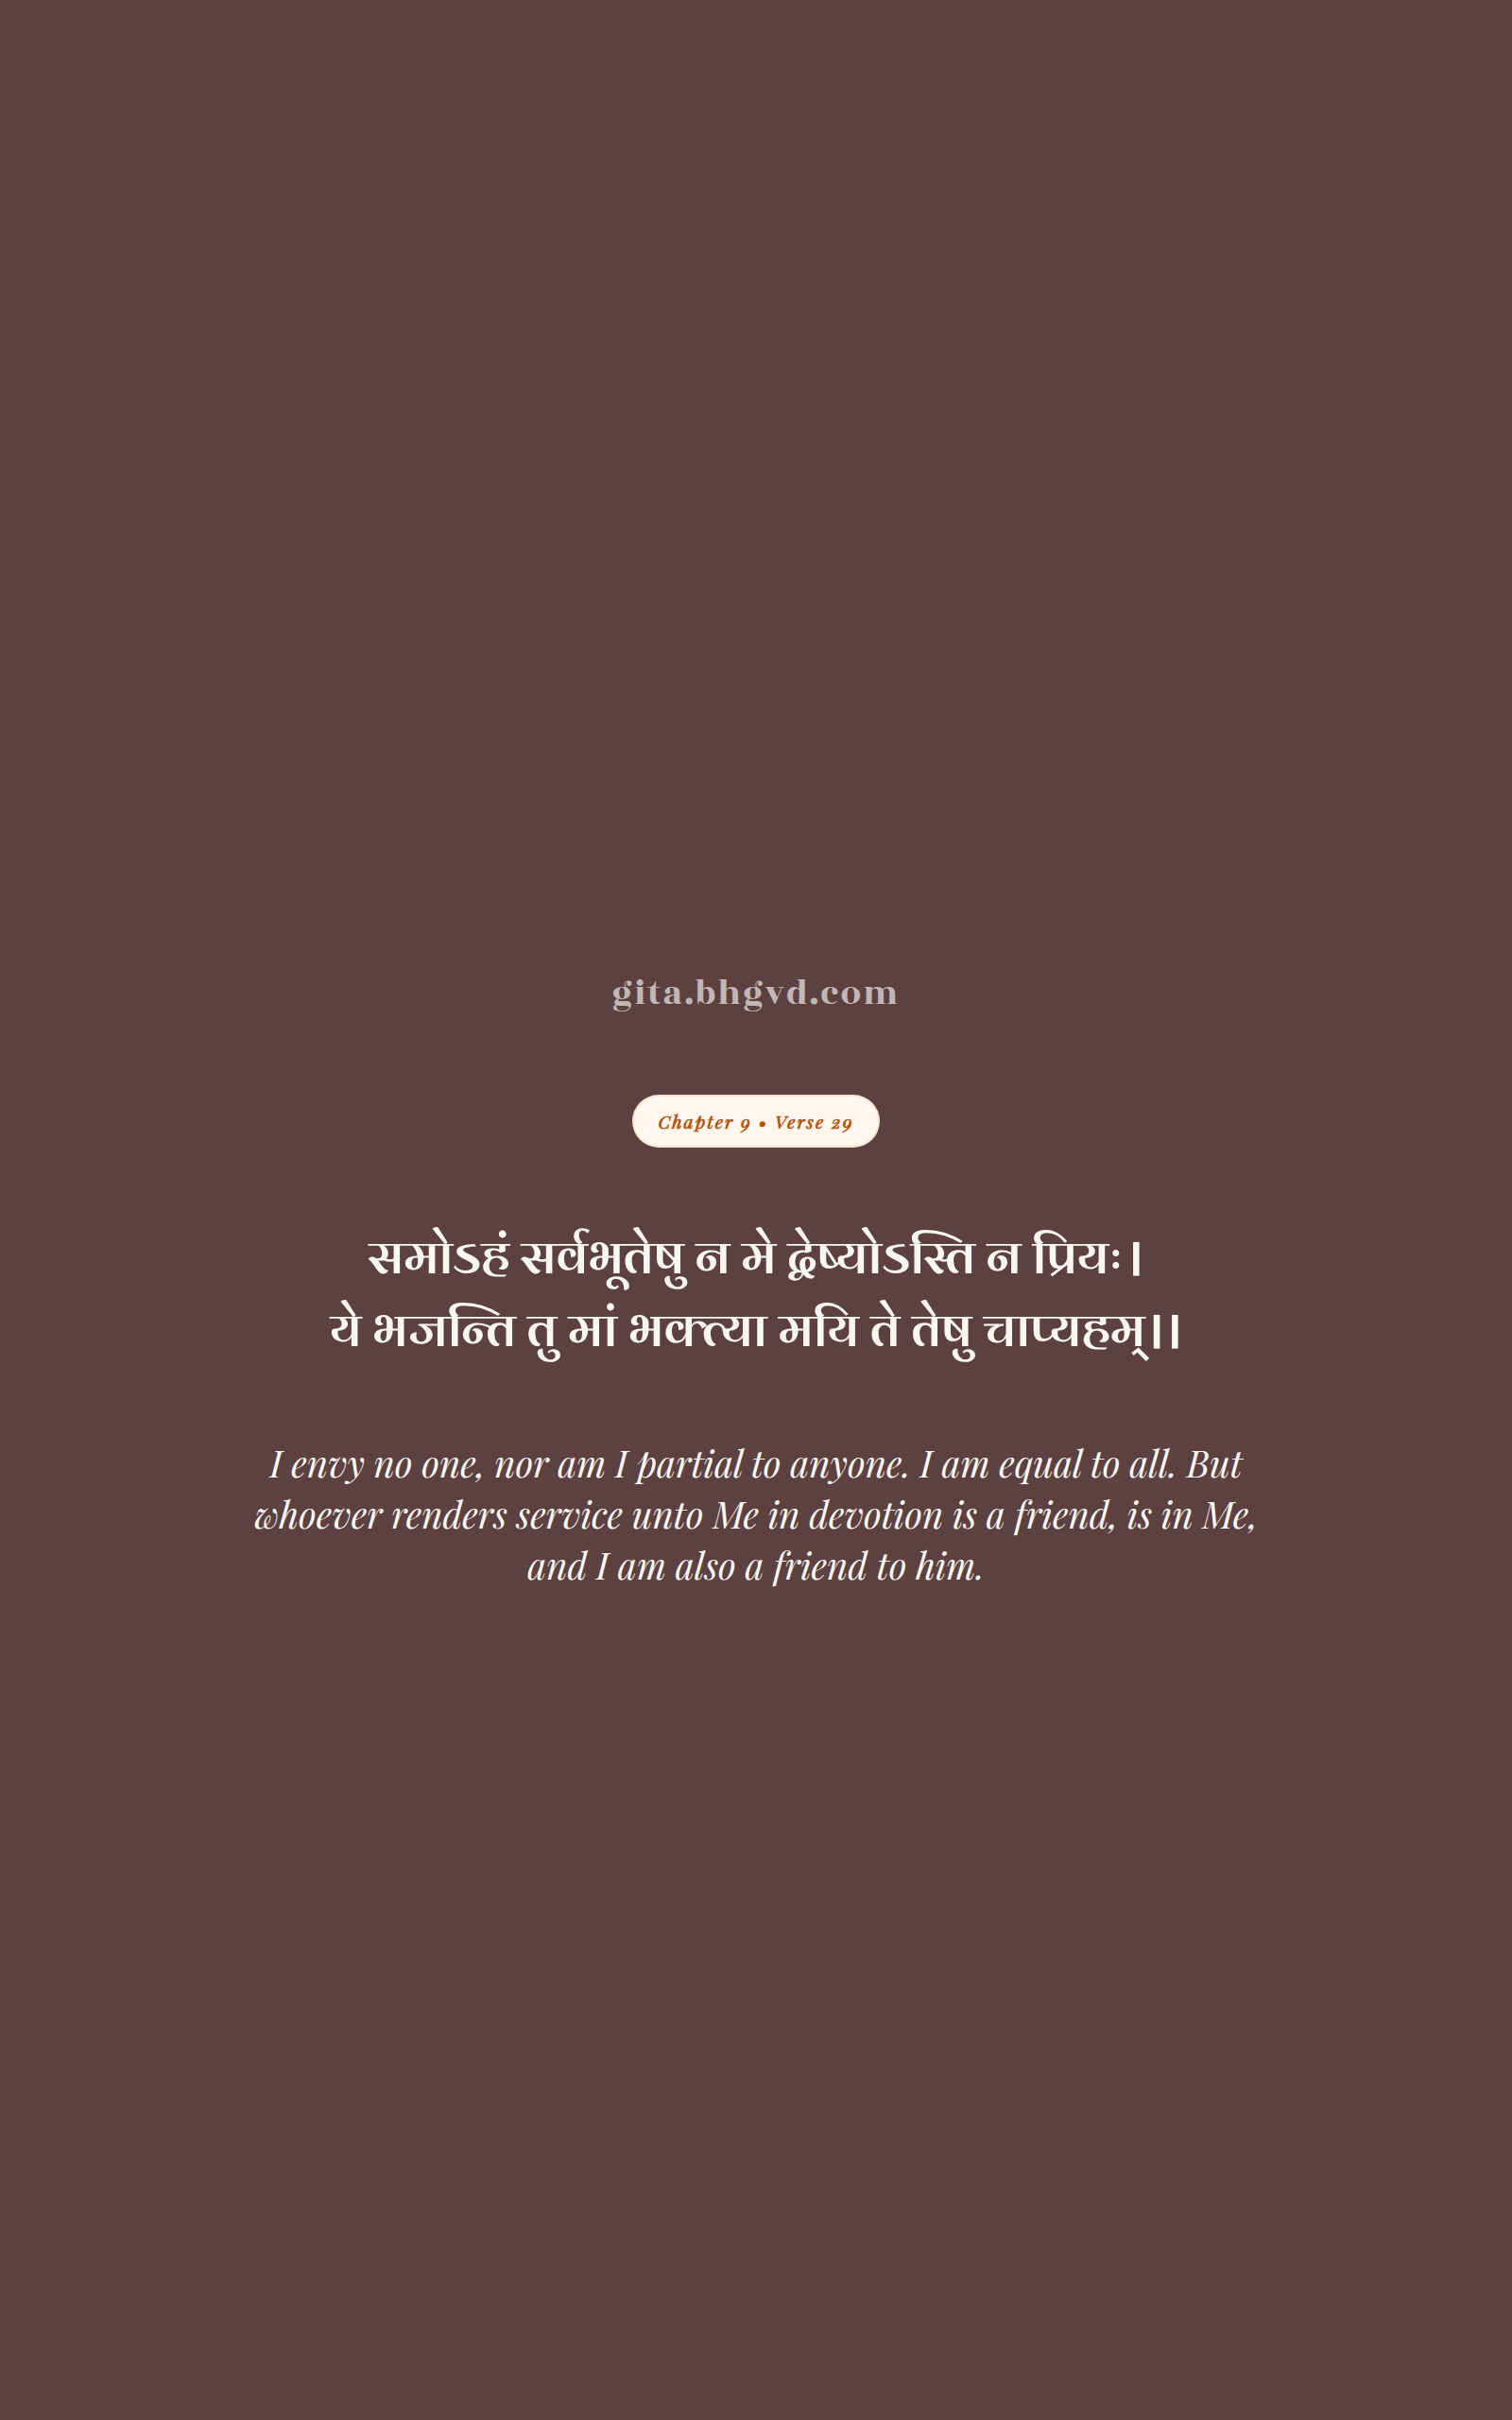 gita.bhgvd.com
Chapter 9 • Verse 29
समोऽहं सर्वभूतेषु न मे द्वेष्योऽस्ति न प्रियः।
ये भजन्ति तु मां भक्त्या मयि ते तेषु चाप्यहम्।।
I envy no one, nor am I partial to anyone. I am equal to all. But
whoever renders service unto Me in devotion is a friend, is in Me,
and I am also a friend to him.